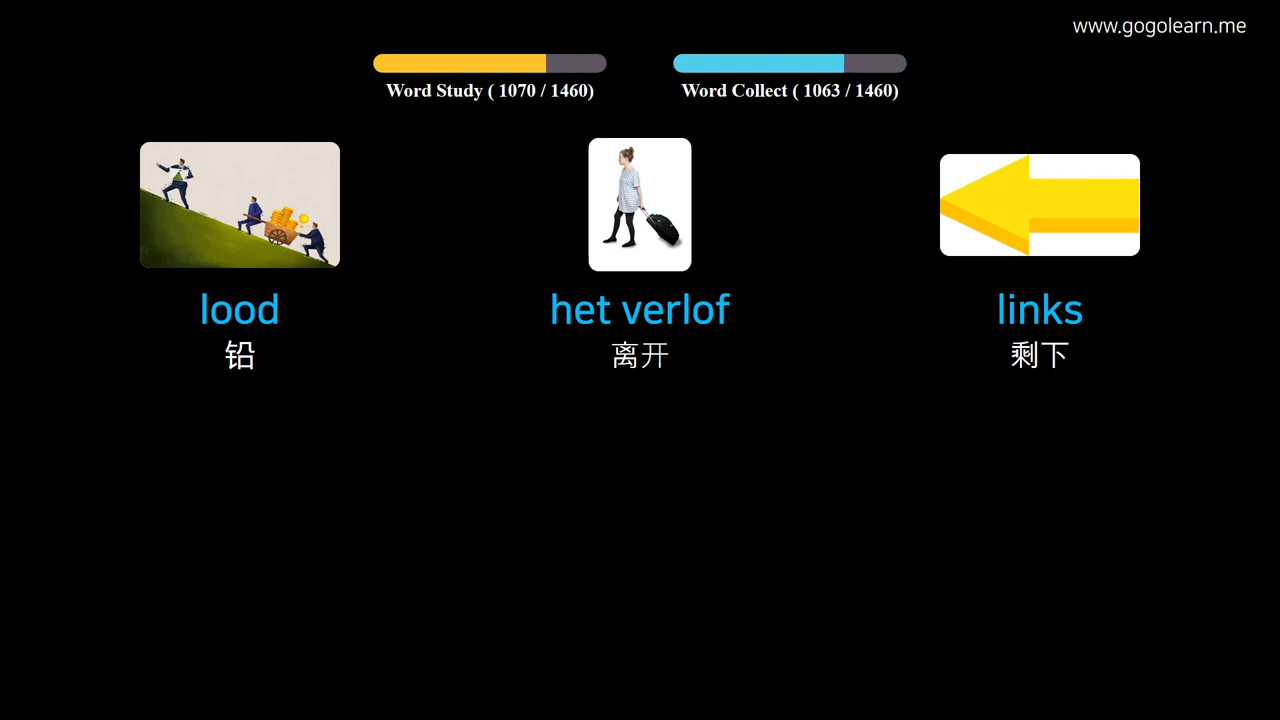 www.gogolearn.me
Word Study ( 1070 / 1460)
Word Collect ( 1063 / 1460)
lood
铅
het verlof
离开
links
剩下